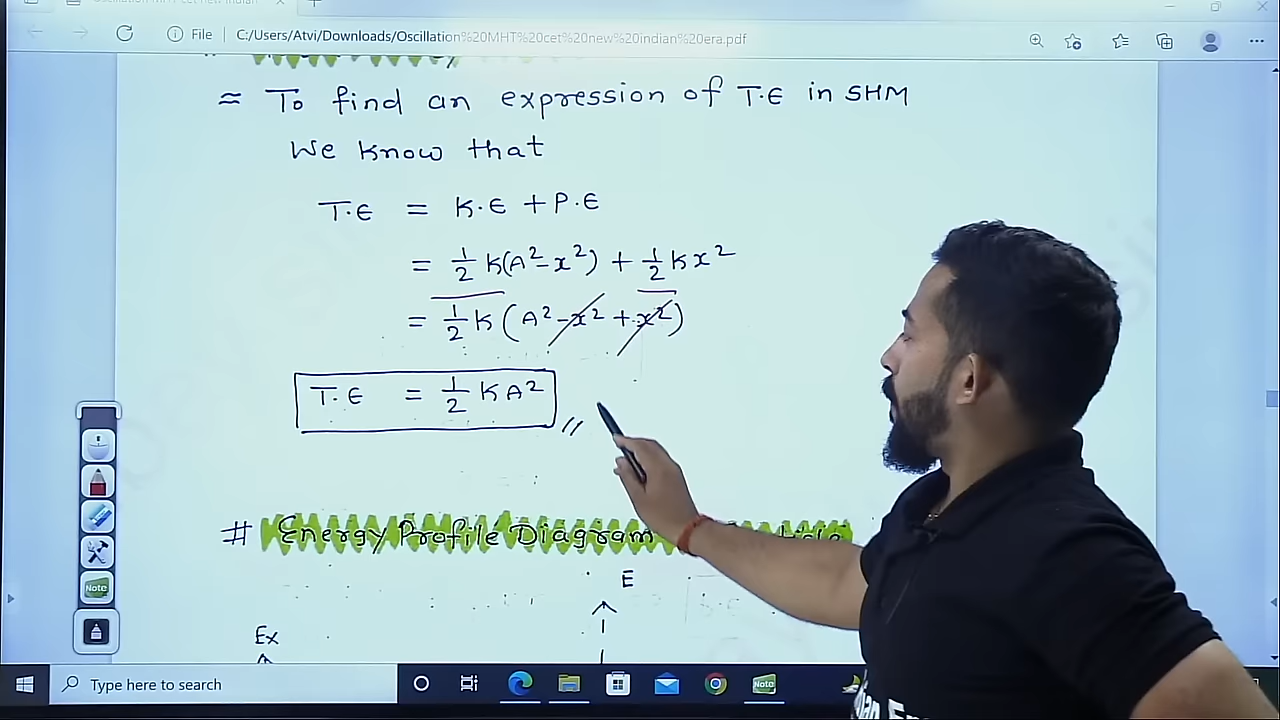 File C:/Users/Atvi/Downloads/Oscillation%20MHT%20cet%20new%20indian%20era.pdf
≈ To find an expression of T.E in SHM
We know that
T.E = K.E + P.E
= 1/2 K(A²-x²) + 1/2 Kx²
= 1/2 K(A²-x²+x²)
T.E = 1/2 KA²
# Energy Profile Diagram
E
Ex
Note
Type here to search
Note